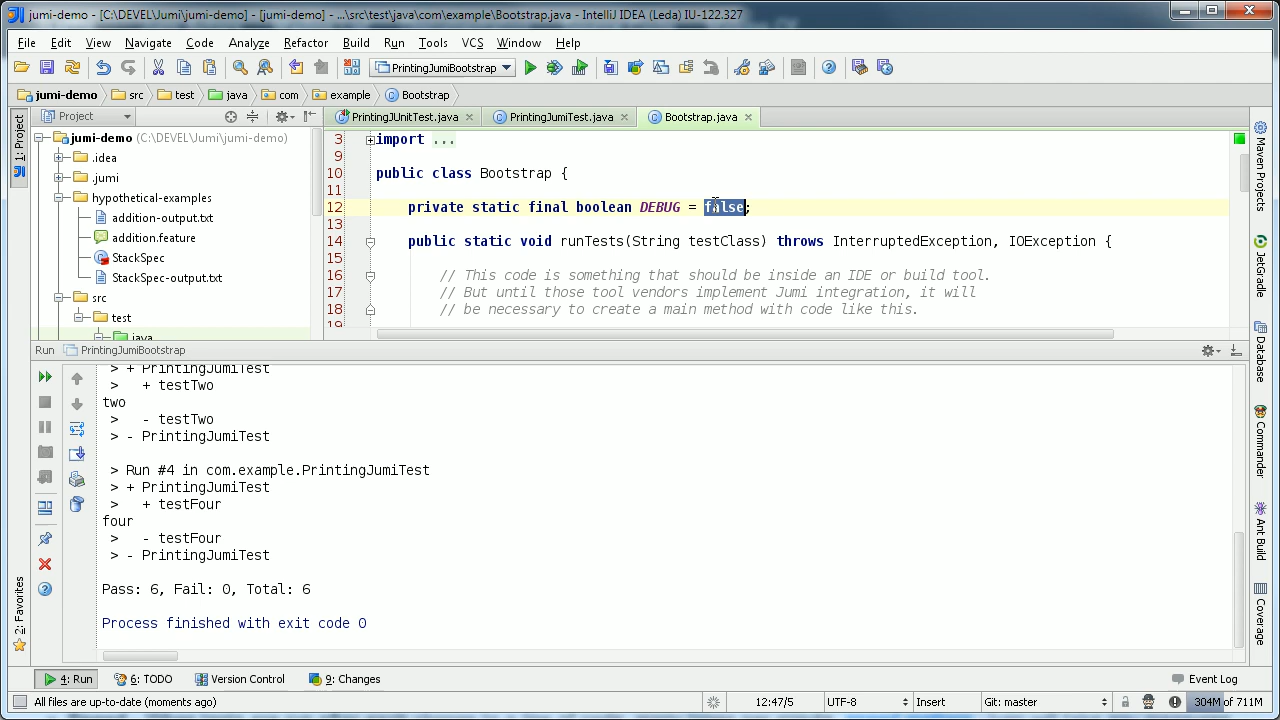 jumi-demo - [C:\DEVEL\Jumi\jumi-demo] - [jumi-demo] - ...\src\test\java\com\example\Bootstrap.java - IntelliJ IDEA (Leda) IU-122.327
File Edit View Navigate Code Analyze Refactor Build Run Tools VCS Window Help
PrintingJumiBootstrap
jumi-demo src test java com example Bootstrap
Project
PrintingJUnitTest.java PrintingJumiTest.java Bootstrap.java
1: Project
jumi-demo (C:\DEVEL\Jumi\jumi-demo)
.idea
.jumi
hypothetical-examples
addition-output.txt
addition.feature
StackSpec
StackSpec-output.txt
src
test
java
3 import ...
9
10 public class Bootstrap {
11
12 private static final boolean DEBUG = false;
13
14 public static void runTests(String testClass) throws InterruptedException, IOException {
15
16 // This code is something that should be inside an IDE or build tool.
17 // But until those tool vendors implement Jumi integration, it will
18 // be necessary to create a main method with code like this.
19
Maven Projects
JetGradle
Database
Commander
Ant Build
Coverage
Run PrintingJumiBootstrap
> + PrintingJumiTest
>   + testTwo
two
>   - testTwo
> - PrintingJumiTest
> Run #4 in com.example.PrintingJumiTest
> + PrintingJumiTest
>   + testFour
four
>   - testFour
> - PrintingJumiTest
Pass: 6, Fail: 0, Total: 6
Process finished with exit code 0
2: Favorites
4: Run 6: TODO Version Control 9: Changes Event Log
All files are up-to-date (moments ago) 12:47/5 UTF-8 Insert Git: master 304M of 711M